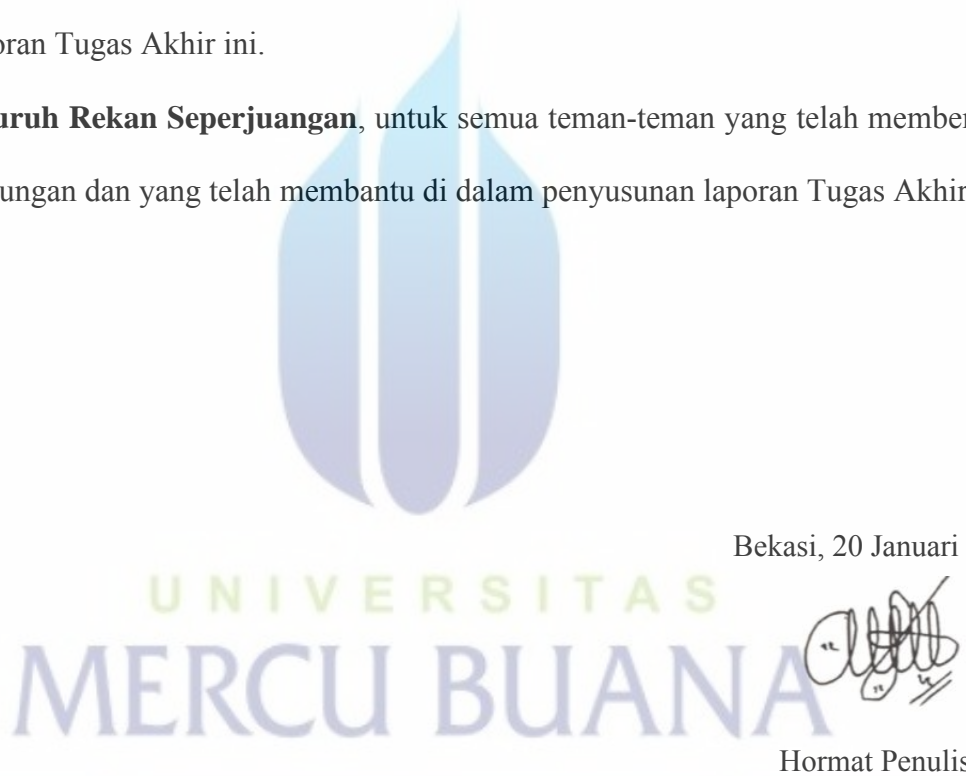 oran Tugas Akhir ini.
uruh Rekan Seperjuangan, untuk semua teman-teman yang telah member
ungan dan yang telah membantu di dalam penyusunan laporan Tugas Akhir
Bekasi, 20 Januari
UNIVERSITAS
MERCU BUANA
Hormat Penulis